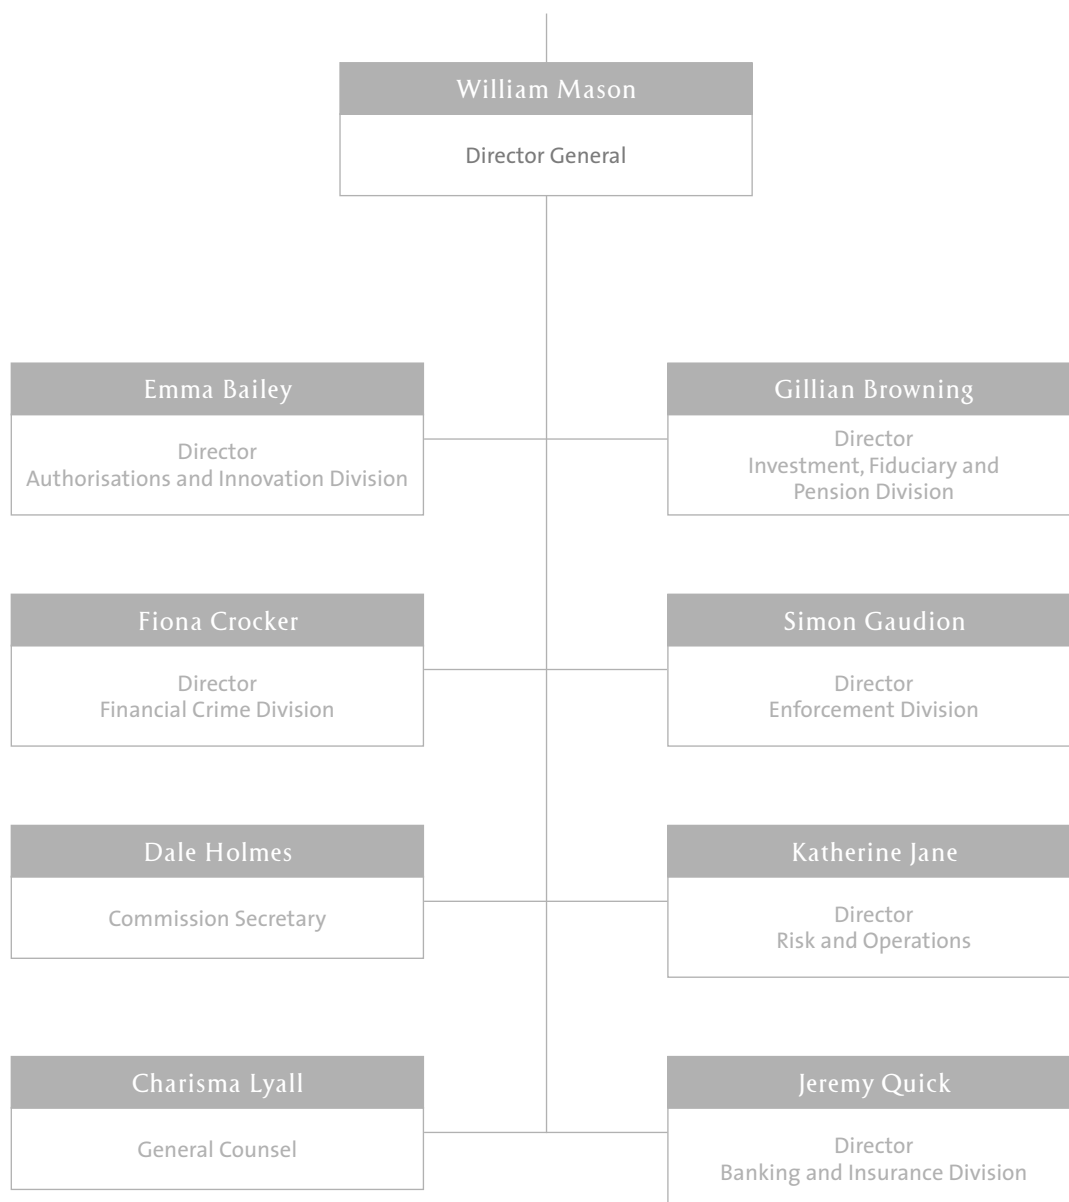 William Mason
Director General
Emma Bailey
Director
Authorisations and Innovation Division
Gillian Browning
Director
Investment, Fiduciary and
Pension Division
Fiona Crocker
Director
Financial Crime Division
Simon Gaudion
Director
Enforcement Division
Dale Holmes
Commission Secretary
Katherine Jane
Director
Risk and Operations
Charisma Lyall
General Counsel
Jeremy Quick
Director
Banking and Insurance Division